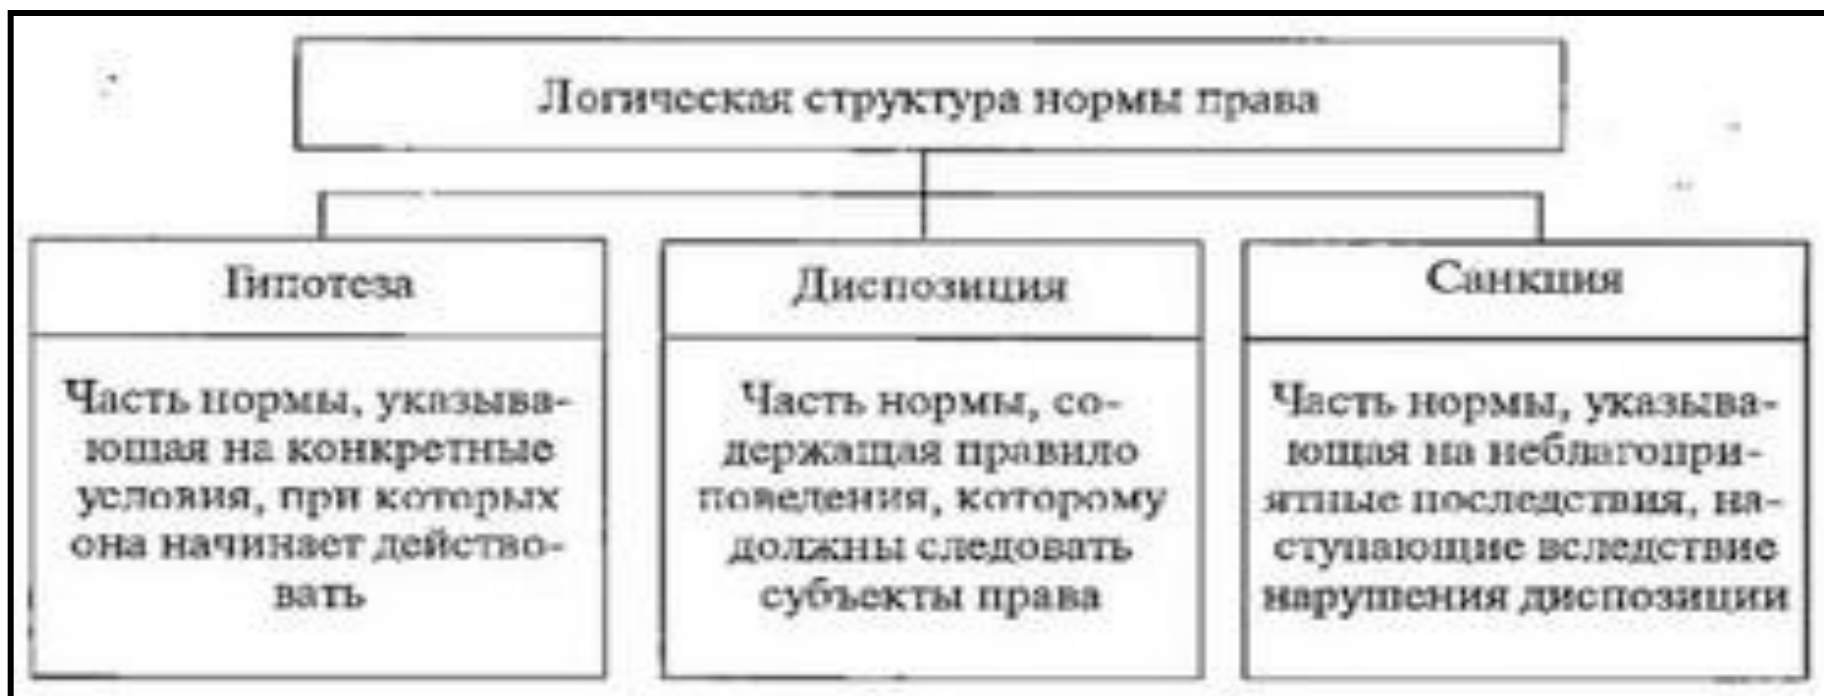 Логическая структура нормы права
Гипотеза
Часть нормы, указыва-
ющая на конкретные
условия, при которых
она начинает действо-
вать
Диспозиция
Часть нормы, со-
держащая правило
поведения, которому
должны следовать
субъекты права
Санкция
Часть нормы, указыва-
ющая на неблагопри-
ятные последствия, на-
ступающие вследствие
нарушения диспозиции